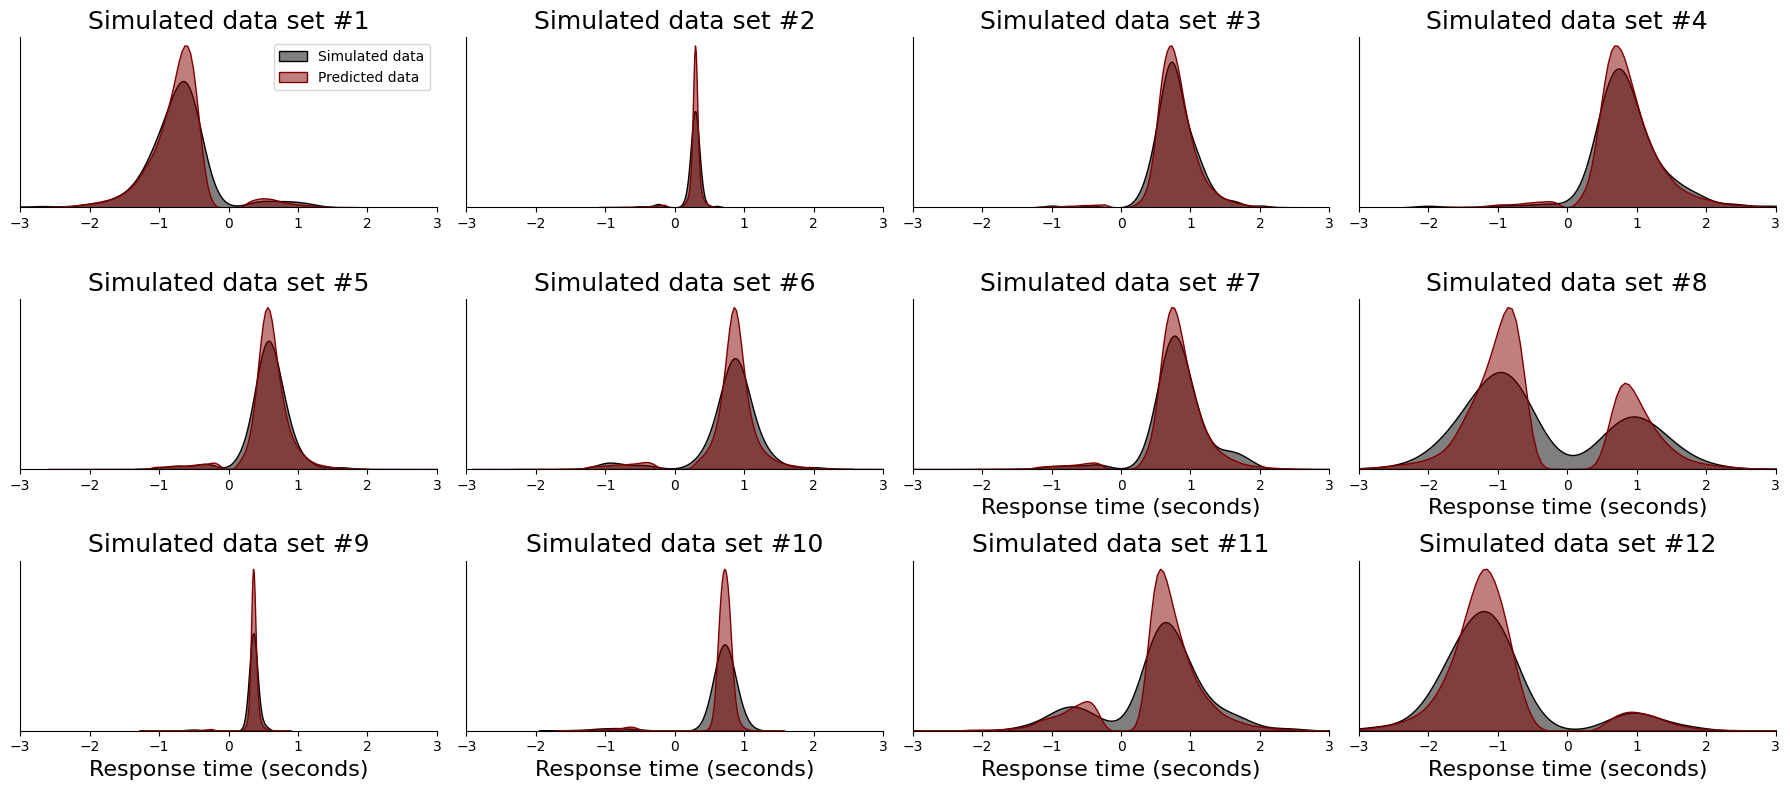 Simulated data set #1
Simulated data set #2
Simulated data set #3
Simulated data set #4
Simulated data
Predicted data
−3 −2 −1 0 1 2 3
−3 −2 −1 0 1 2 3
−3 −2 −1 0 1 2 3
−3 −2 −1 0 1 2 3
Simulated data set #5
Simulated data set #6
Simulated data set #7
Simulated data set #8
−3 −2 −1 0 1 2 3
−3 −2 −1 0 1 2 3
−3 −2 −1 0 1 2 3
−3 −2 −1 0 1 2 3
Response time (seconds)
Response time (seconds)
Simulated data set #9
Simulated data set #10
Simulated data set #11
Simulated data set #12
−3 −2 −1 0 1 2 3
−3 −2 −1 0 1 2 3
−3 −2 −1 0 1 2 3
−3 −2 −1 0 1 2 3
Response time (seconds)
Response time (seconds)
Response time (seconds)
Response time (seconds)